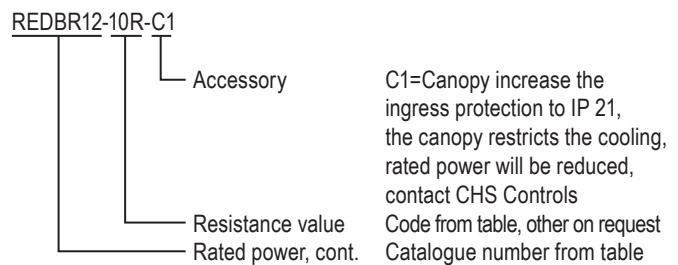 REDBR12-10R-C1
Accessory C1=Canopy increase the
ingress protection to IP 21,
the canopy restricts the cooling,
rated power will be reduced,
contact CHS Controls
Resistance value Code from table, other on request
Rated power, cont. Catalogue number from table